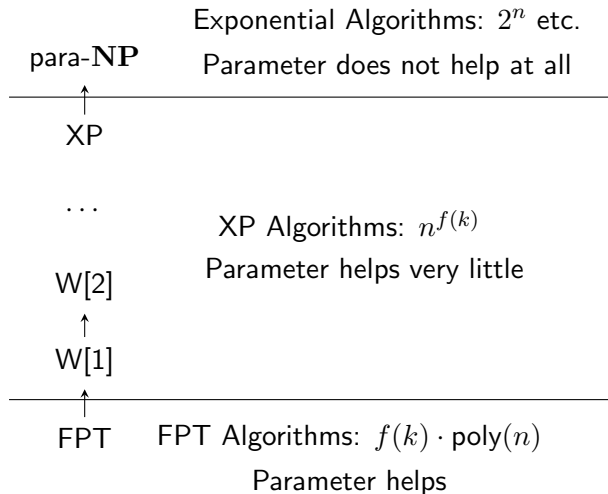 Exponential Algorithms: 2^n etc.
para-NP
Parameter does not help at all
XP
...
XP Algorithms: n^{f(k)}
Parameter helps very little
W[2]
W[1]
FPT
FPT Algorithms: f(k) · poly(n)
Parameter helps